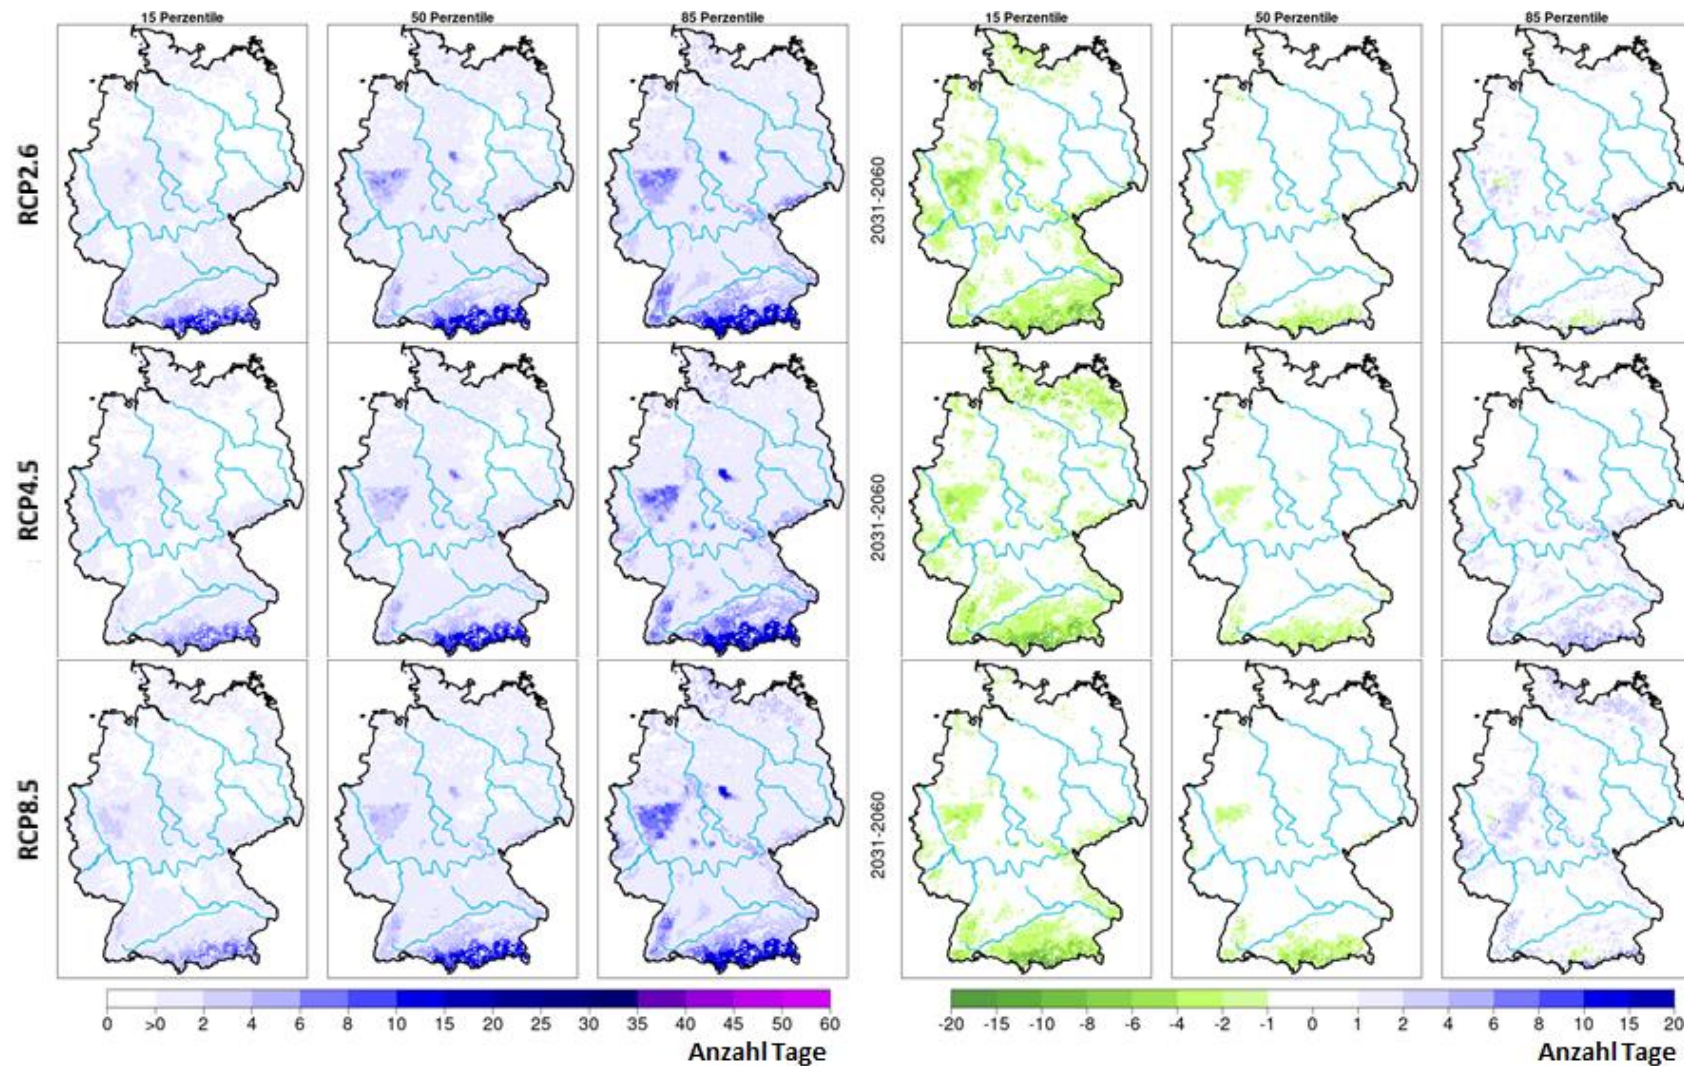 15 Perzentile 50 Perzentile 85 Perzentile 15 Perzentile 50 Perzentile 85 Perzentile
RCP2.6
2031-2060
RCP4.5
2031-2060
RCP8.5
2031-2060
0 >0 2 4 6 8 10 15 20 25 30 35 40 45 50 60
-20 -15 -10 -8 -6 -4 -2 -1 0 1 2 4 6 8 10 15 20
Anzahl Tage
Anzahl Tage